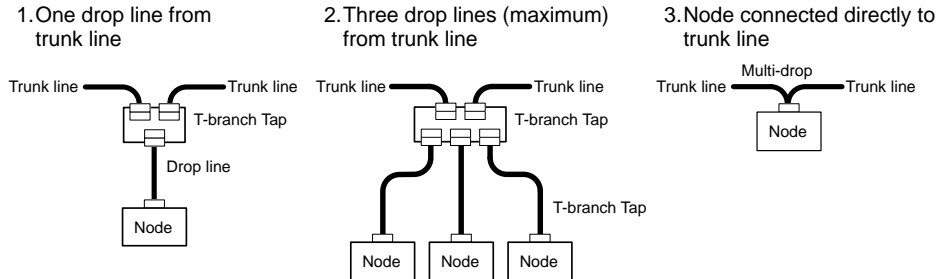 1. One drop line from
trunk line
Trunk line
Trunk line
T-branch Tap
Drop line
Node
2. Three drop lines (maximum)
from trunk line
Trunk line
Trunk line
T-branch Tap
T-branch Tap
Node
Node
Node
3. Node connected directly to
trunk line
Multi-drop
Trunk line
Trunk line
Node